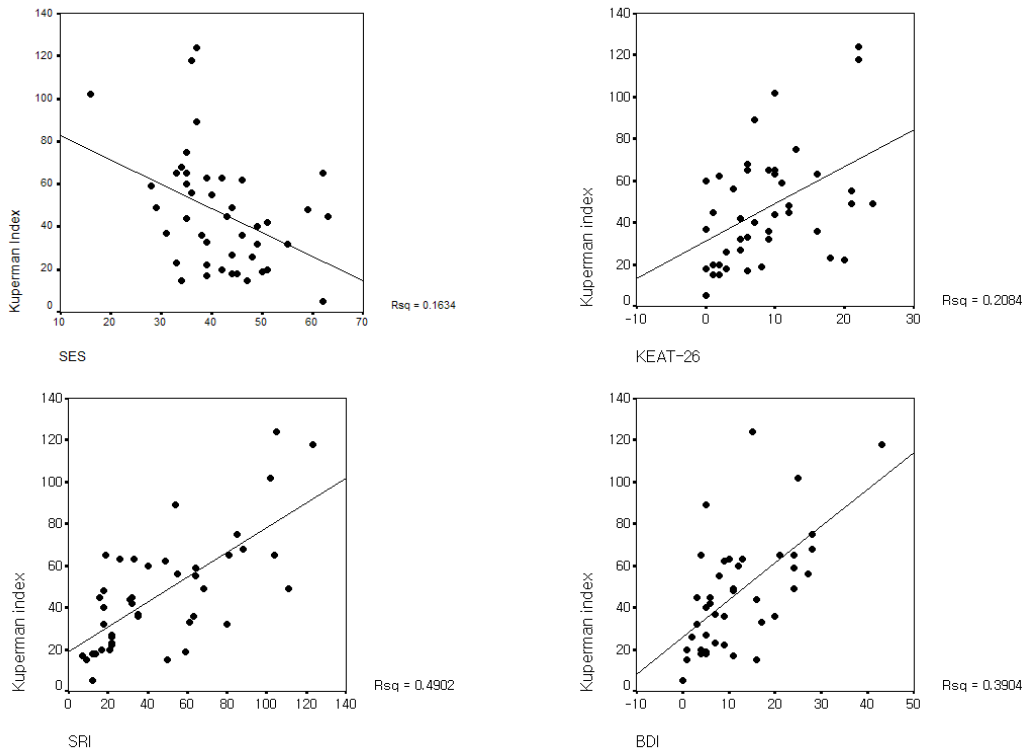 140
120
100
80
60
40
20
0
Kuperman Index
10 20 30 40 50 60 70
Rsq = 0.1634
SES
140
120
100
80
60
40
20
0
Kuperman index
-10 0 10 20 30
Rsq = 0.2084
KEAT-26
140
120
100
80
60
40
20
0
Kuperman index
0 20 40 60 80 100 120 140
Rsq = 0.4902
SRI
140
120
100
80
60
40
20
0
Kuperman index
-10 0 10 20 30 40 50
Rsq = 0.3904
BDI